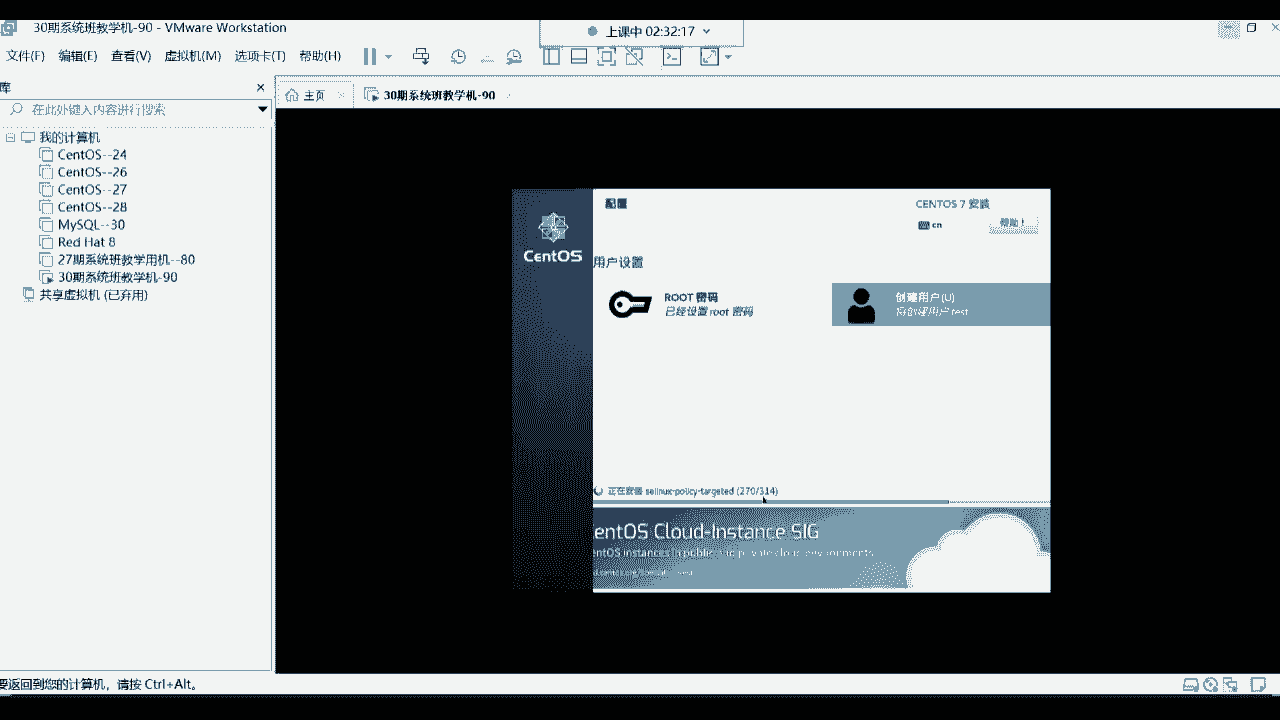 30期系统班教学机-90 - VMware Workstation
上课中 02:32:17
文件(F) 编辑(E) 查看(V) 虚拟机(M) 选项卡(T) 帮助(H)
库
在此处键入内容进行搜索
主页
30期系统班教学机-90
我的计算机
CentOS--24
CentOS--26
CentOS--27
CentOS--28
MySQL--30
Red Hat 8
27期系统班教学用机--80
30期系统班教学机-90
共享虚拟机 (已弃用)
CentOS
配置
CENTOS 7 安装
cn
帮助！
用户设置
ROOT 密码
已经设置 root 密码
创建用户(U)
将创建用户 test
正在安装 selinux-policy-targeted (270/314)
entOS Cloud-Instance SIG
entOS instances in public and private cloud environments
要返回到您的计算机，请按 Ctrl+Alt。